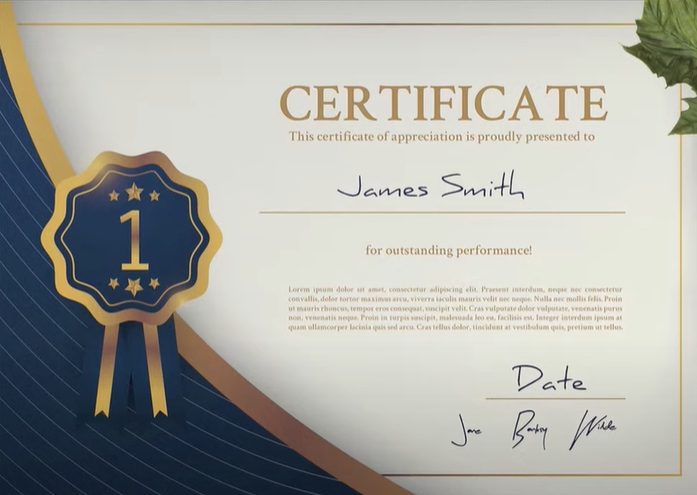 CERTIFICATE
This certificate of appreciation is proudly presented to
James Smith
1
for outstanding performance!
Lorem ipsum dolor sit amet, consectetur adipiscing elit. Praesent interdum, neque nec consectetur
convallis, dolor tortor maximus arcu, viverra iaculis mauris velit nec neque. Nulla nec mollis felis. Proin
ut mauris rhoncus, tempor eros consequat, suscipit velit. Cras vulputate dolor vulputate, venenatis purus
non, venenatis neque. Proin in turpis suscipit, malesuada leo eu, facilisis est. Integer interdum ipsum at
quam ullamcorper lacinia quis sed arcu. Cras tellus dolor, tincidunt at vestibulum quis, pretium ut tellus.
Date
Jane